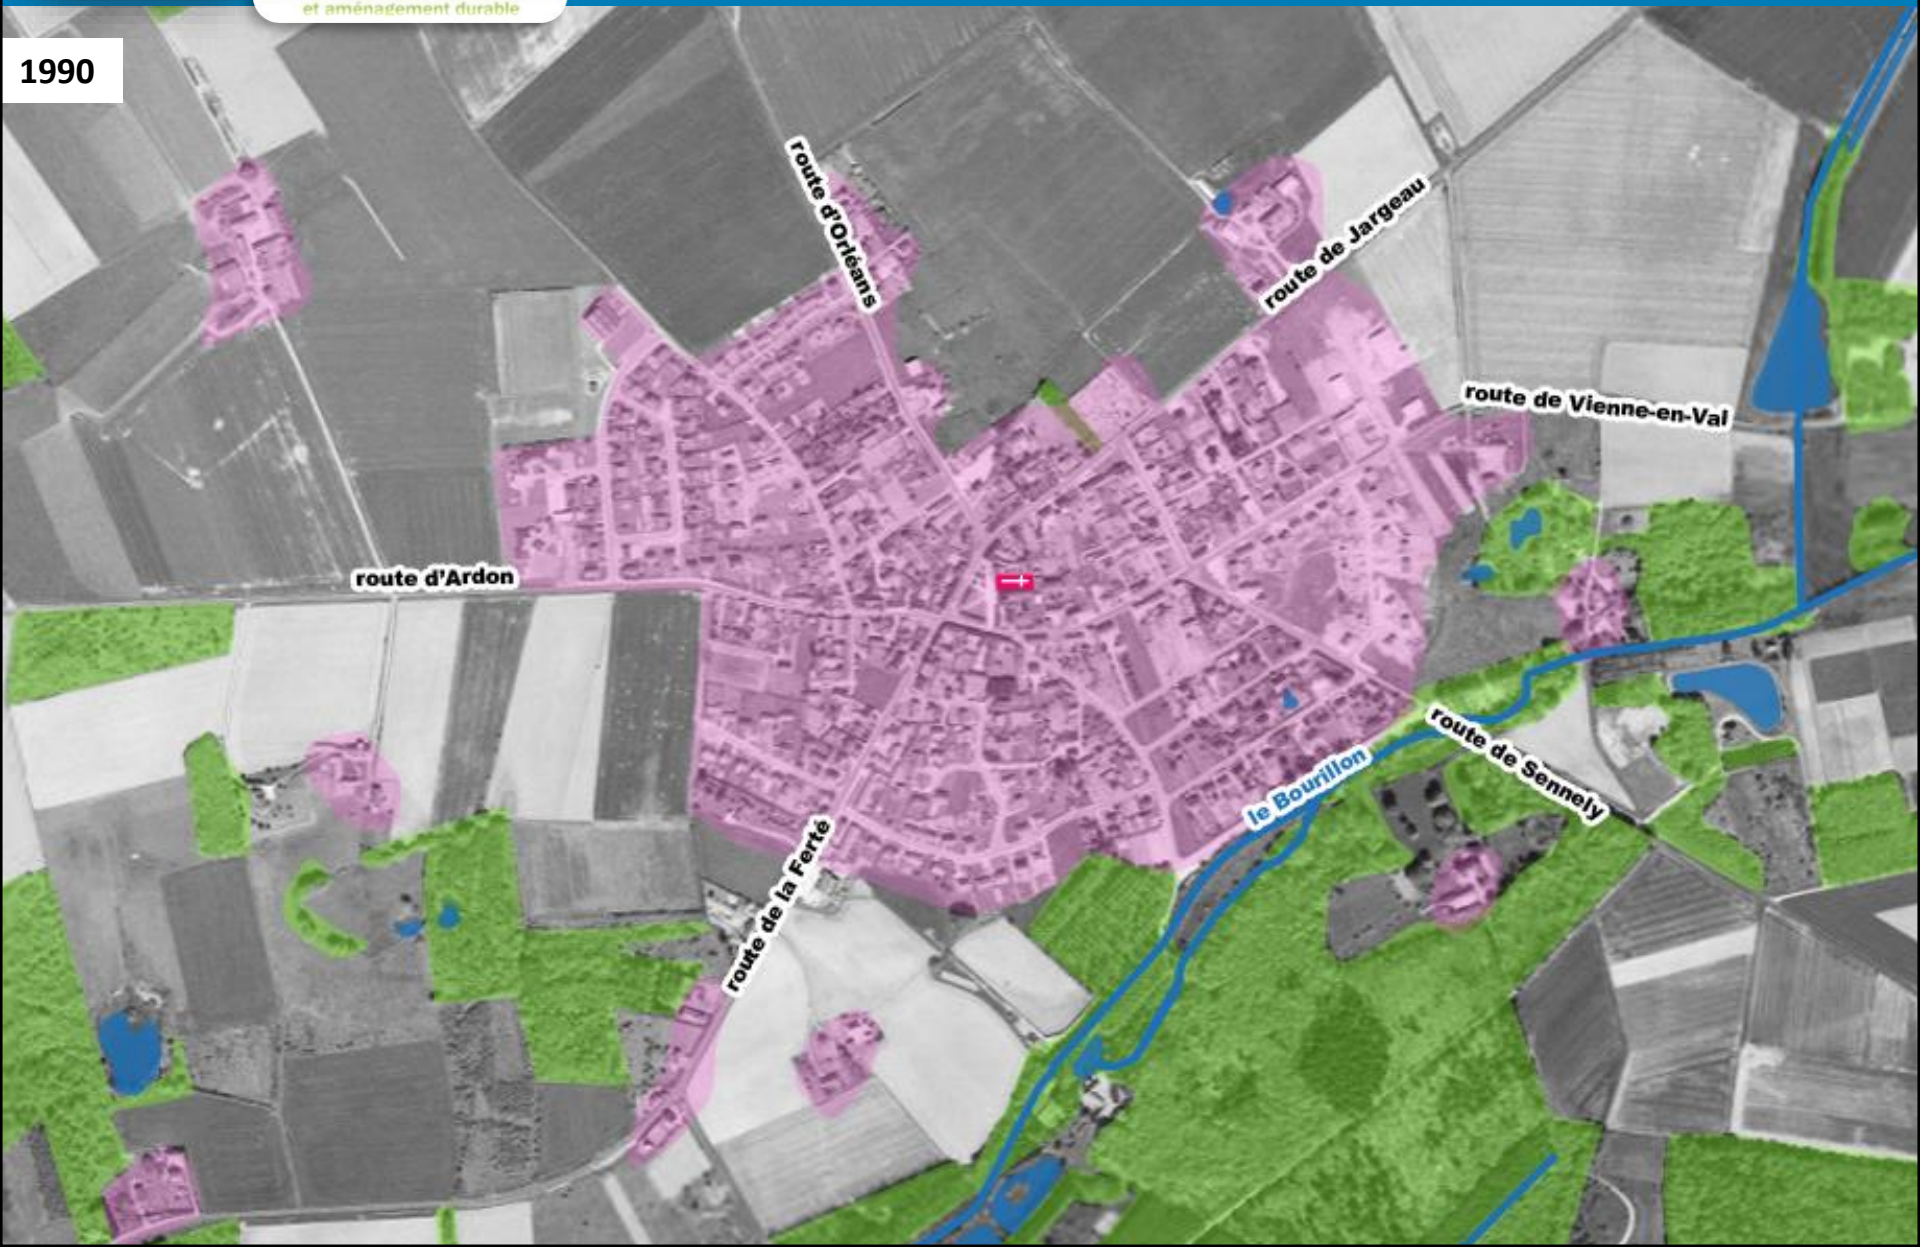 et aménagement durable
1990
route d'Orléans
route de Jargeau
route de Vienne-en-Val
route d'Ardon
le Bourillon
route de Sennely
route de la Ferté